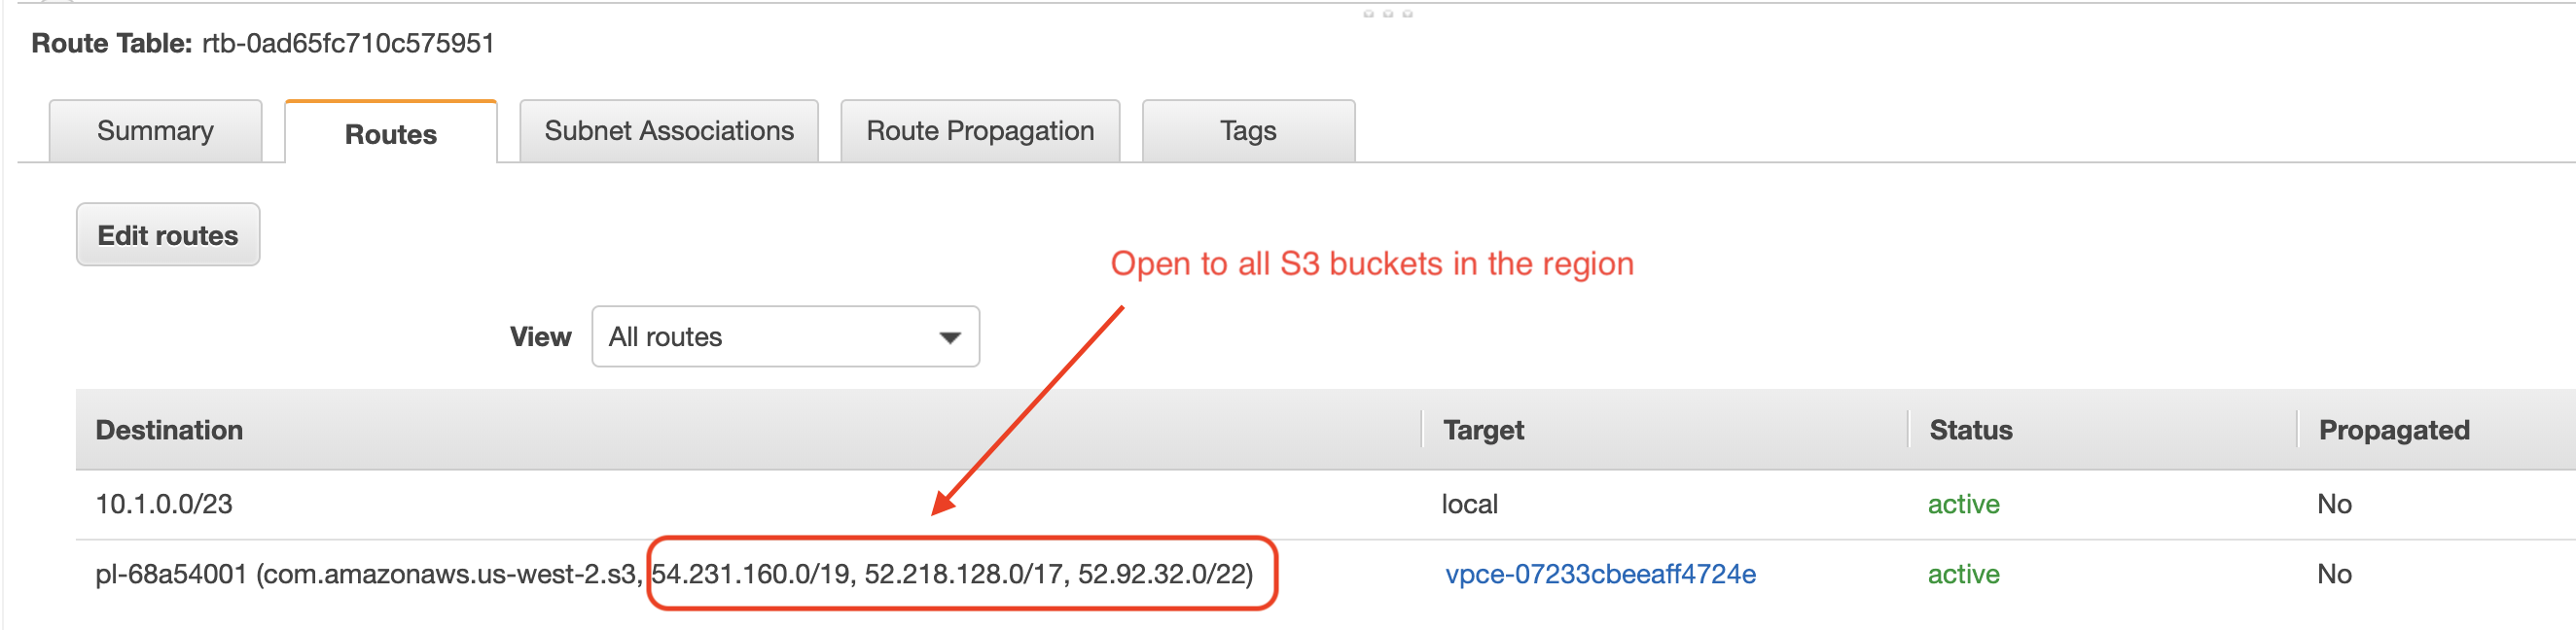 Route Table: rtb-0ad65fc710c575951
Summary Routes Subnet Associations Route Propagation Tags
Edit routes
Open to all S3 buckets in the region
View All routes
Destination Target Status Propagated
10.1.0.0/23 local active No
pl-68a54001 (com.amazonaws.us-west-2.s3, 54.231.160.0/19, 52.218.128.0/17, 52.92.32.0/22) vpce-07233cbeeaff4724e active No